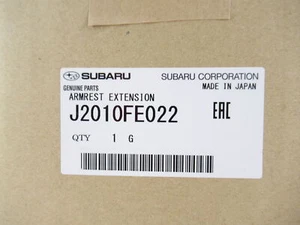 SUBARU SUBARU CORPORATION
GENUINE PARTS MADE IN JAPAN
ARMREST EXTENSION
J2010FE022 EAC
QTY 1 G